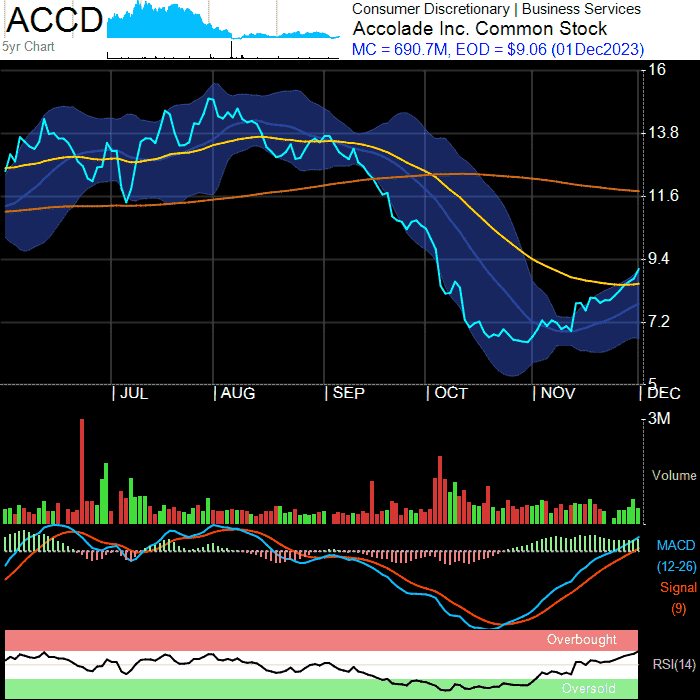 ACCD
Consumer Discretionary | Business Services
Accolade Inc. Common Stock
5yr Chart
MC = 690.7M, EOD = $9.06 (01Dec2023)
16
13.8
11.6
9.4
7.2
5
JUL
AUG
SEP
OCT
NOV
DEC
3M
Volume
MACD
(12-26)
Signal
(9)
Overbought
RSI(14)
Oversold